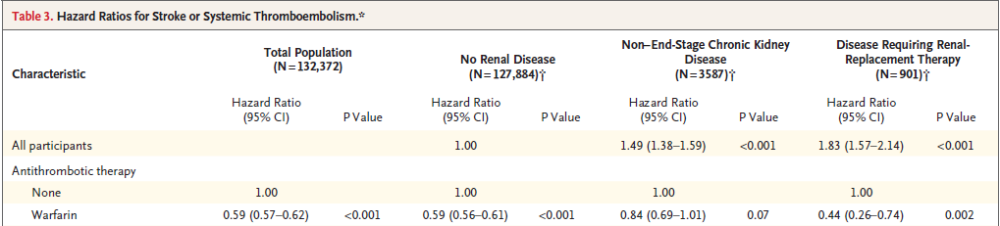 Table 3. Hazard Ratios for Stroke or Systemic Thromboembolism.*
Characteristic
Total Population
(N=132,372)
No Renal Disease
(N=127,884)†
Non–End-Stage Chronic Kidney
Disease
(N=3587)†
Disease Requiring Renal-
Replacement Therapy
(N=901)†
Hazard Ratio
(95% CI) P Value
Hazard Ratio
(95% CI) P Value
Hazard Ratio
(95% CI) P Value
Hazard Ratio
(95% CI) P Value
All participants 1.00 1.49 (1.38–1.59) <0.001 1.83 (1.57–2.14) <0.001
Antithrombotic therapy
None 1.00 1.00 1.00 1.00
Warfarin 0.59 (0.57–0.62) <0.001 0.59 (0.56–0.61) <0.001 0.84 (0.69–1.01) 0.07 0.44 (0.26–0.74) 0.002